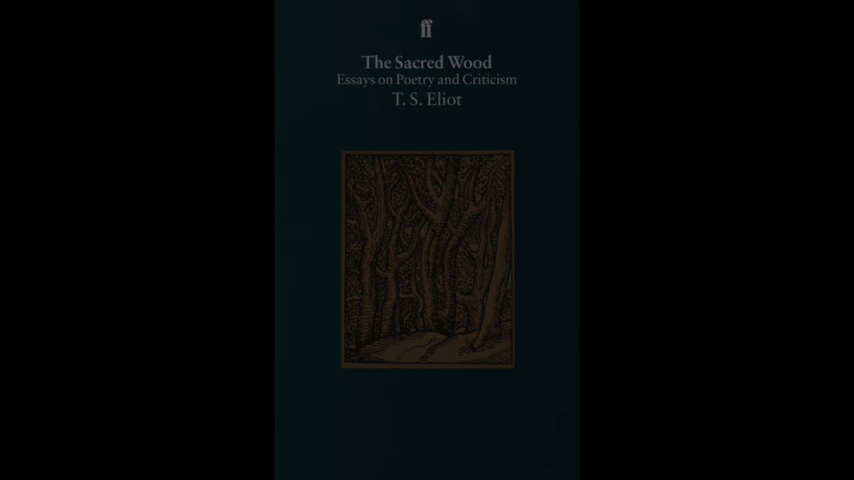 ff
The Sacred Wood
Essays on Poetry and Criticism
T. S. Eliot